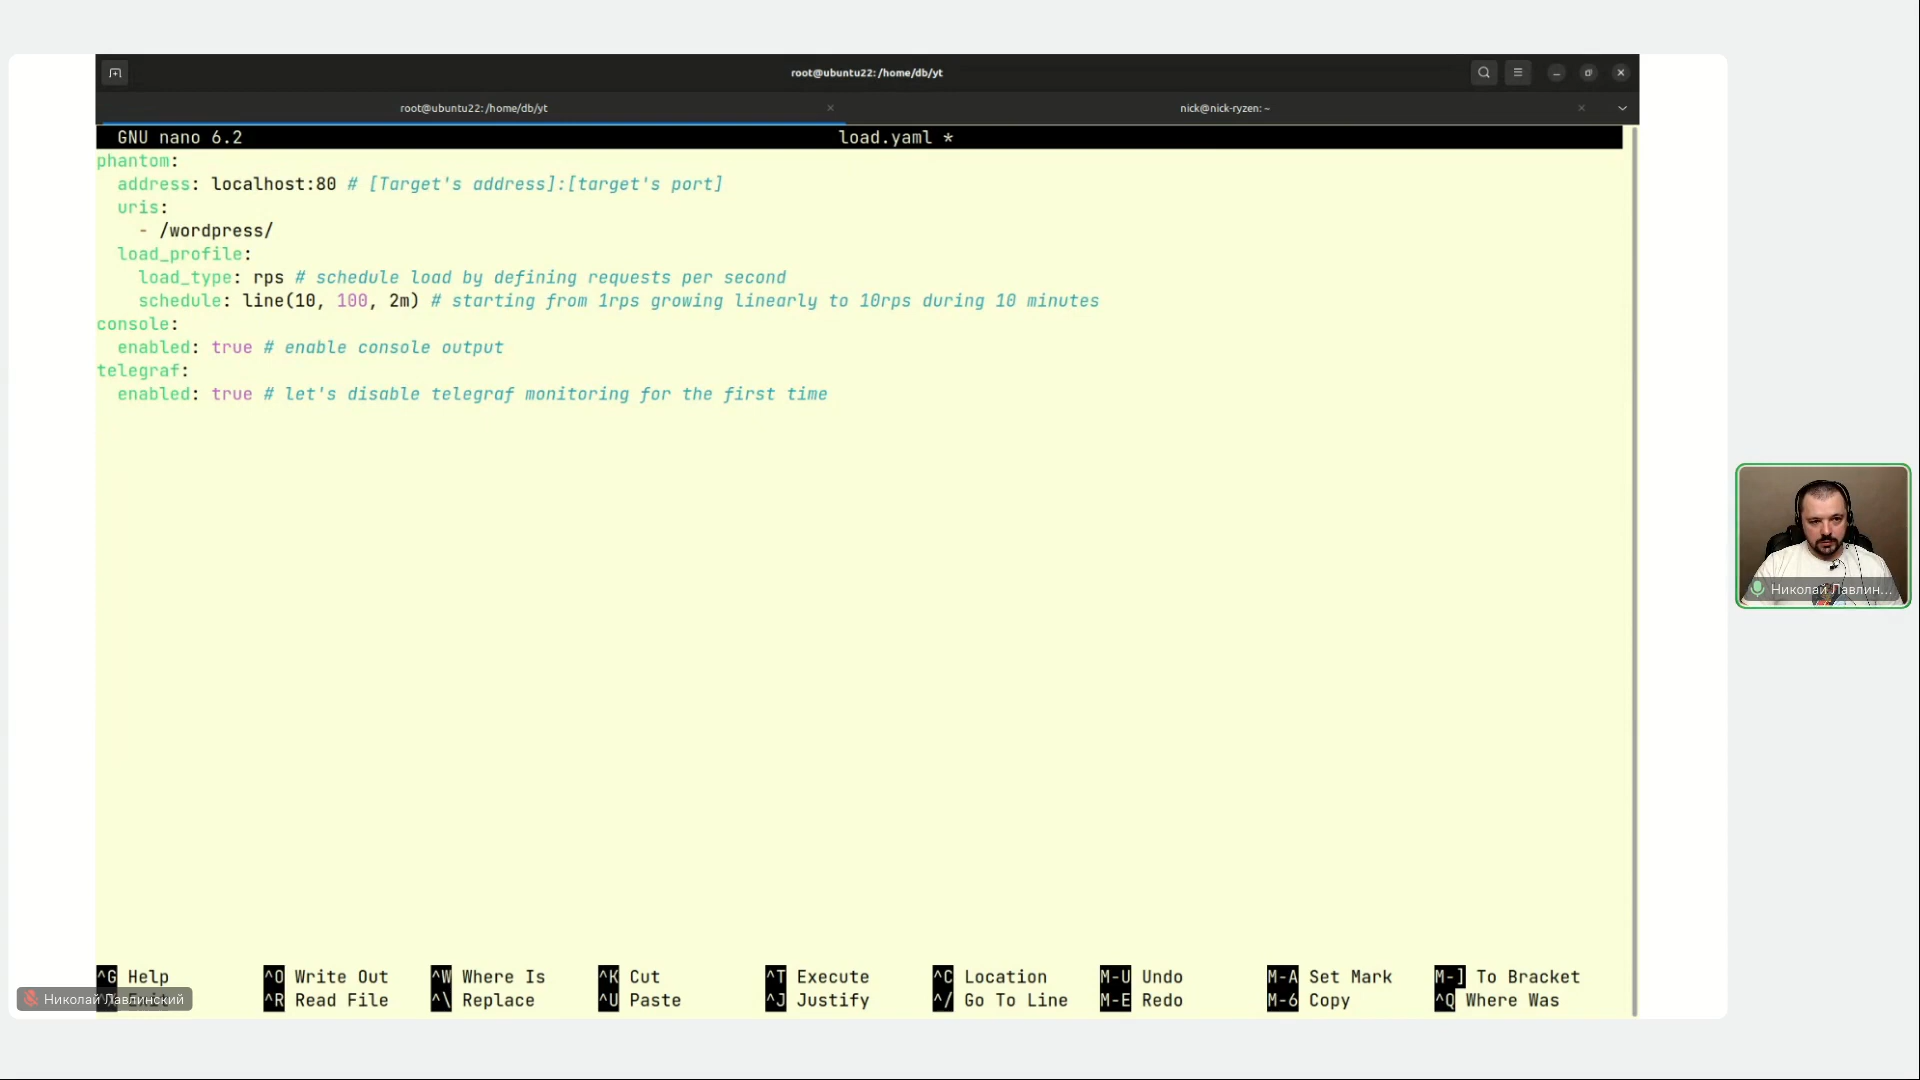 root@ubuntu22: /home/db/yt
root@ubuntu22: /home/db/yt
nick@nick-ryzen: ~
GNU nano 6.2 load.yaml *
phantom:
address: localhost:80 # [Target's address]:[target's port]
uris:
- /wordpress/
load_profile:
load_type: rps # schedule load by defining requests per second
schedule: line(10, 100, 2m) # starting from 1rps growing linearly to 10rps during 10 minutes
console:
enabled: true # enable console output
telegraf:
enabled: true # let's disable telegraf monitoring for the first time
Николай Лавлин...
^G Help ^O Write Out ^W Where Is ^K Cut ^T Execute ^C Location M-U Undo M-A Set Mark M-] To Bracket
^R Read File ^\ Replace ^U Paste ^J Justify ^/ Go To Line M-E Redo M-6 Copy ^Q Where Was
Николай Лавлинский